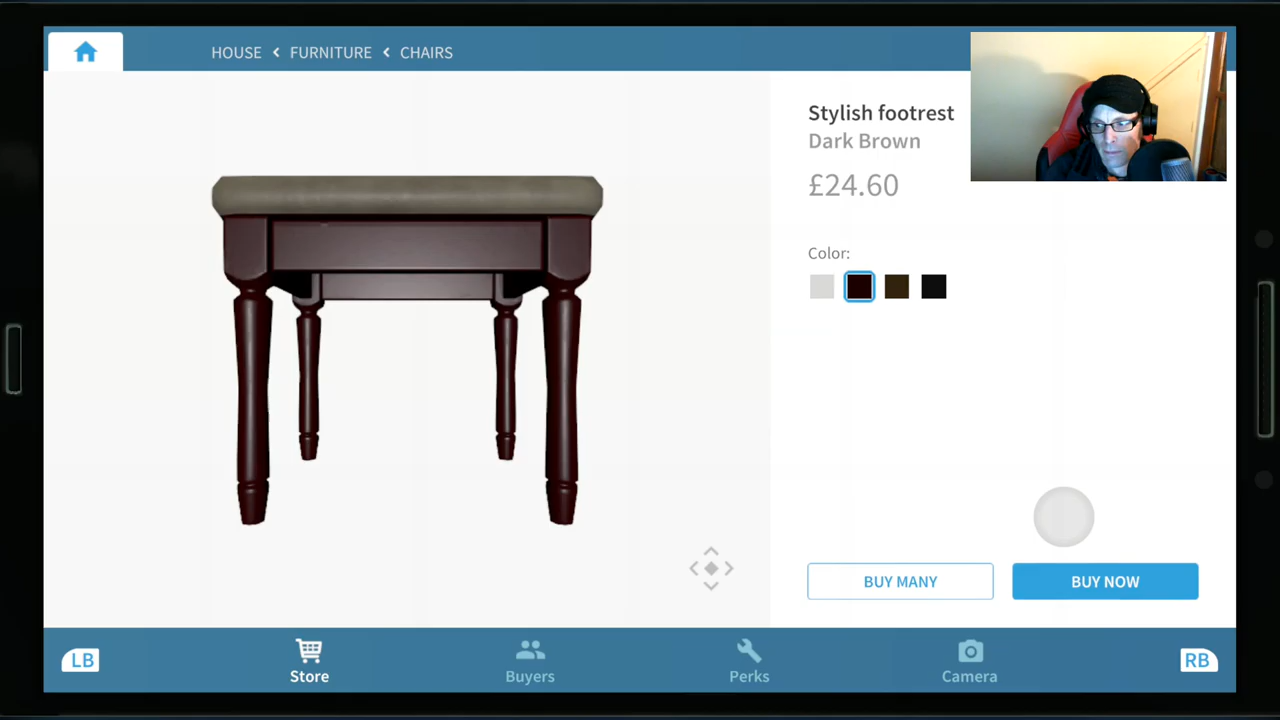 HOUSE < FURNITURE < CHAIRS
Stylish footrest
Dark Brown
£24.60
Color:
BUY MANY
BUY NOW
LB
Store
Buyers
Perks
Camera
RB